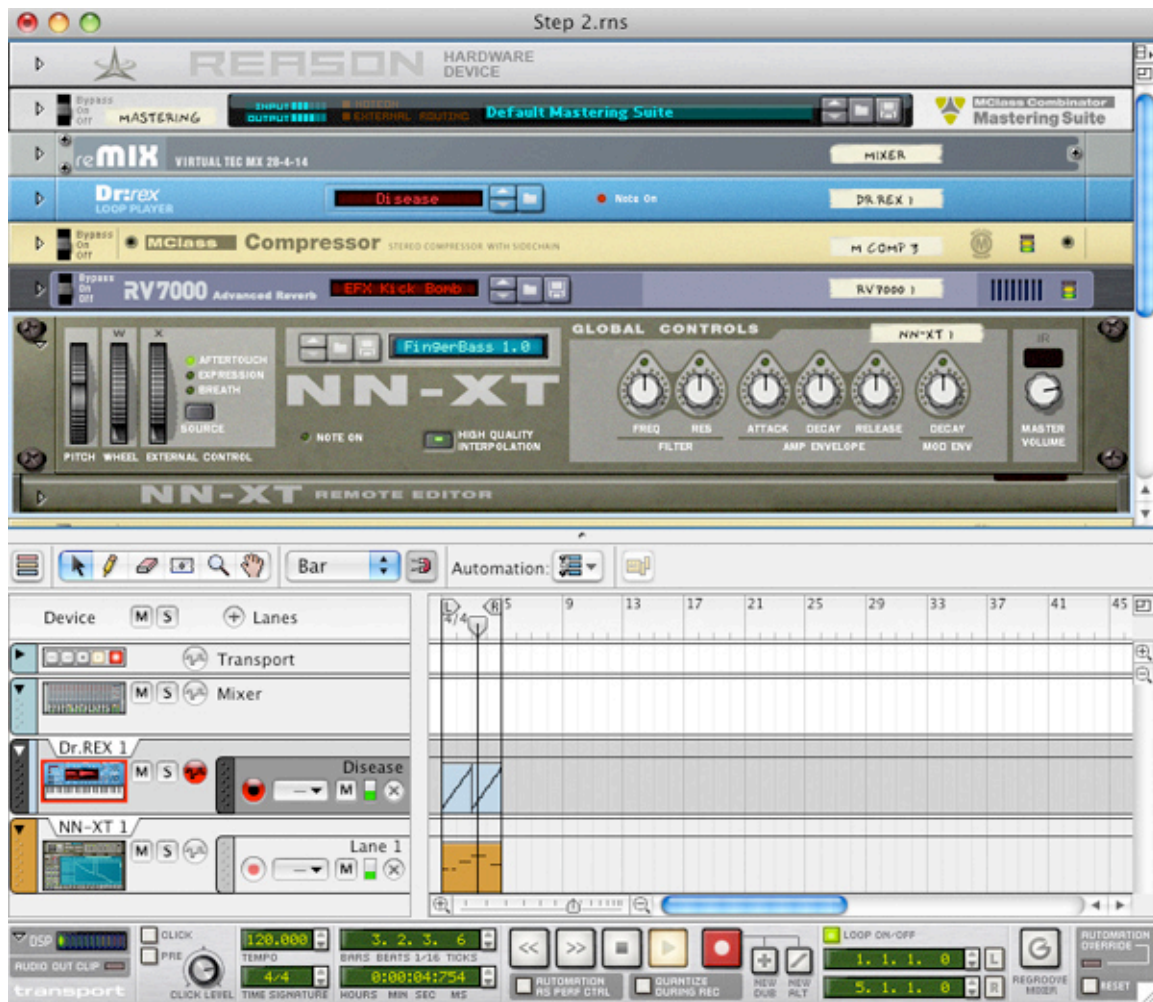 Step 2.rns
REASON HARDWARE DEVICE
Bypass On Off MASTERING INPUT OUTPUT EXTERNAL ROUTING Default Mastering Suite MClass Combinator Mastering Suite
reMIX VIRTUAL TEC MX 28-4-14 MIXER
Dr:rex LOOP PLAYER Disease Note On DR.REX 1
Bypass On Off MClass Compressor STEREO COMPRESSOR WITH SIDECHAIN M COMP 3 M
Bypass On Off RV7000 Advanced Reverb EFX Kick Bomb RV7000 1
W X GLOBAL CONTROLS NN-XT 1 IR
FingerBass 1.0
AFTERTOUCH
EXPRESSION
BREATH
NN-XT
SOURCE
NOTE ON HIGH QUALITY INTERPOLATION
FREQ RES ATTACK DECAY RELEASE DECAY MASTER VOLUME
FILTER AMP ENVELOPE MOD ENV
PITCH WHEEL EXTERNAL CONTROL
NN-XT REMOTE EDITOR
Bar Automation:
Device M S Lanes
L R 5 9 13 17 21 25 29 33 37 41 45
4/4
Transport
M S Mixer
Dr.REX 1
M S Disease
M
NN-XT 1
M S Lane 1
M
DSP CLICK 120.000 3. 2. 3. 6 LOOP ON/OFF AUTOMATION OVERRIDE
PRE TEMPO BARS BEATS 1/16 TICKS 1. 1. 1. 0 L
AUDIO OUT CLIP 4/4 0:00:04:754 AUTOMATION AS PERF CTRL QUANTIZE DURING REC NEW DUB NEW ALT 5. 1. 1. 0 R REGROOVE MIXER RESET
transport CLICK LEVEL TIME SIGNATURE HOURS MIN SEC MS